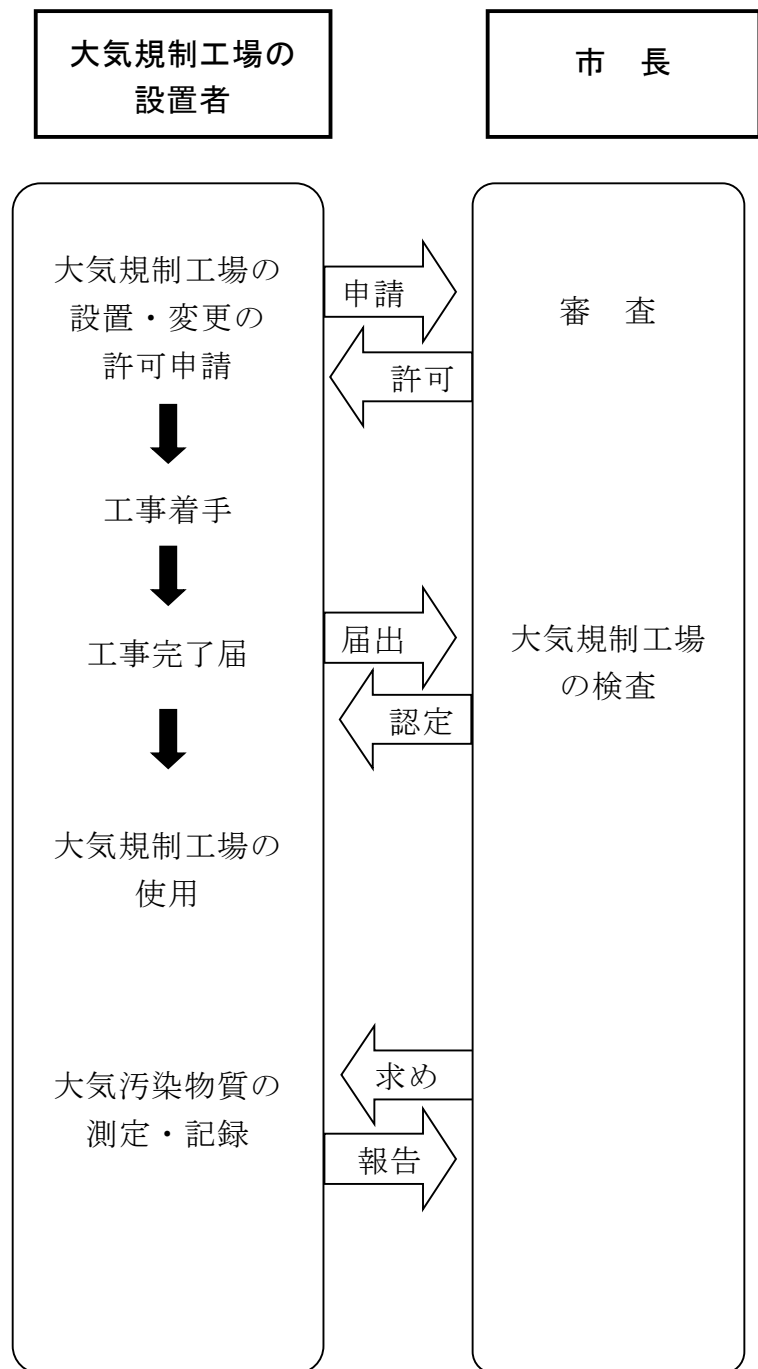 大気規制工場の
設置者
市　長
大気規制工場の
設置・変更の
許可申請
申請
審　査
許可
工事着手
工事完了届
届出
大気規制工場
の検査
認定
大気規制工場の
使用
大気汚染物質の
測定・記録
求め
報告